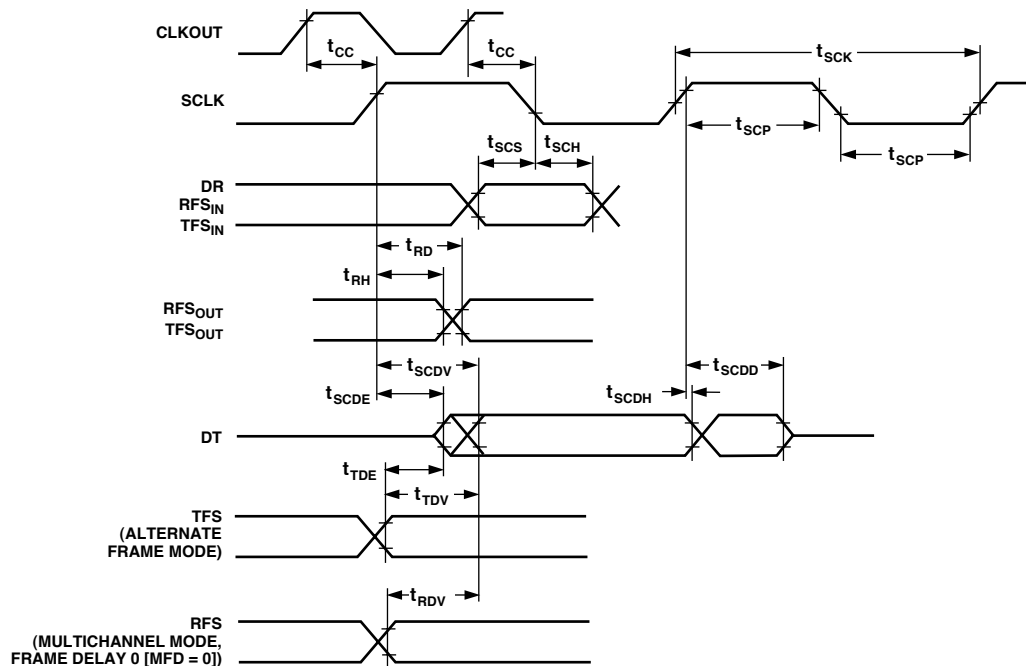 CLKOUT
tCC
tCC
tSCK
SCLK
tSCP
tSCP
tSCS
tSCH
DR
RFSIN
TFSIN
tRD
tRH
RFSOUT
TFSOUT
tSCDV
tSCDD
tSCDE
tSCDH
DT
tTDE
tTDV
TFS
(ALTERNATE
FRAME MODE)
tRDV
RFS
(MULTICHANNEL MODE,
FRAME DELAY 0 [MFD = 0])